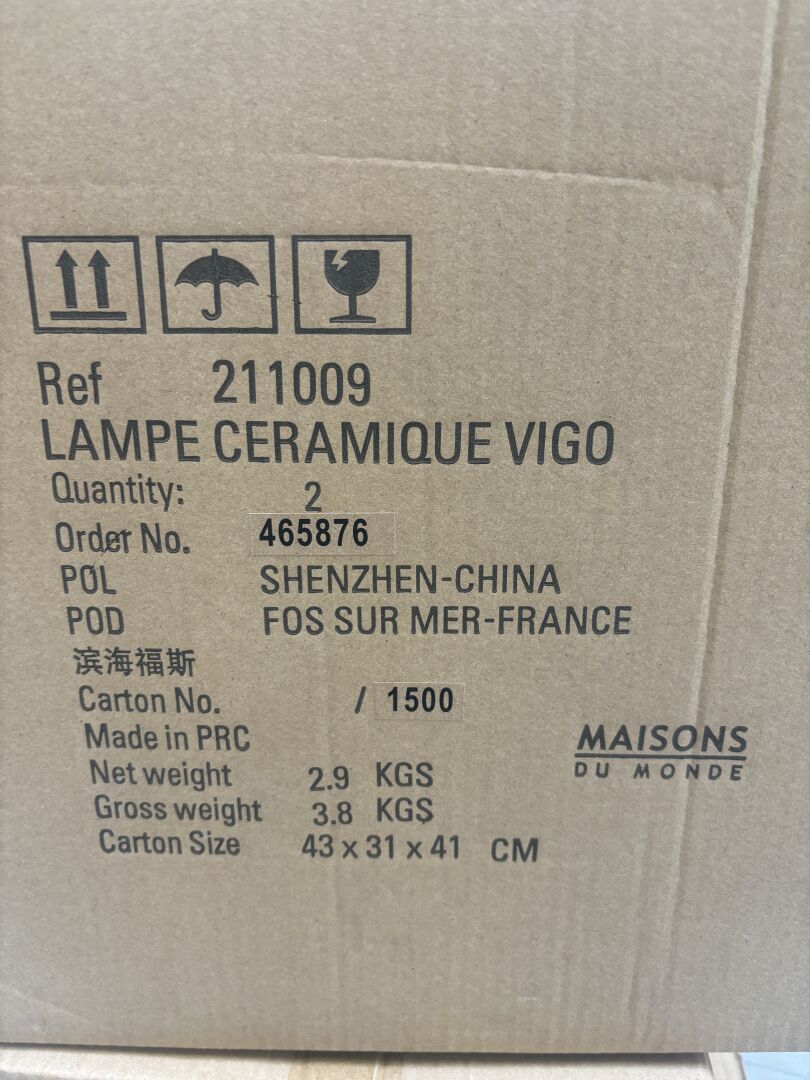 Ref 211009
LAMPE CERAMIQUE VIGO
Quantity: 2
Order No. 465876
POL SHENZHEN-CHINA
POD FOS SUR MER-FRANCE
滨海福斯
Carton No. / 1500
Made in PRC
Net weight 2.9 KGS
Gross weight 3.8 KGS
Carton Size 43 x 31 x 41 CM
MAISONS
DU MONDE